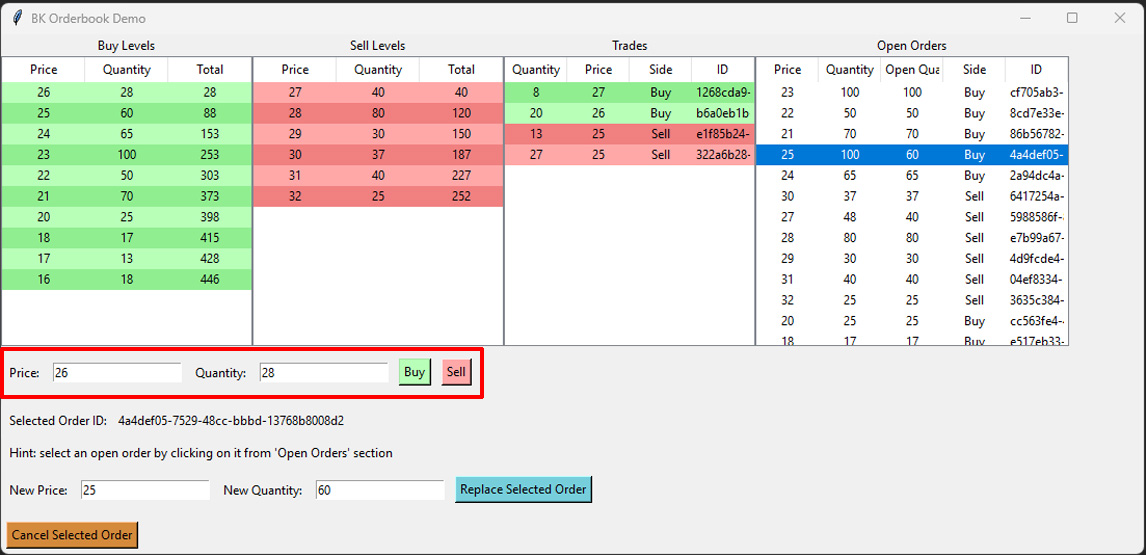 BK Orderbook Demo
Buy Levels Sell Levels Trades Open Orders
Price Quantity Total Price Quantity Total Quantity Price Side ID Price Quantity Open Qua Side ID
26 28 28 27 40 40 8 27 Buy 1268cda9- 23 100 100 Buy cf705ab3-
25 60 88 28 80 120 20 26 Buy b6a0eb1b 22 50 50 Buy 8cd7e33e-
24 65 153 29 30 150 13 25 Sell e1f85b24- 21 70 70 Buy 86b56782-
23 100 253 30 37 187 27 25 Sell 322a6b28- 25 100 60 Buy 4a4def05-
22 50 303 31 40 227 24 65 65 Buy 2a94dc4a-
21 70 373 32 25 252 30 37 37 Sell 6417254a-
20 25 398 27 48 40 Sell 5988586f-
18 17 415 28 80 80 Sell e7b99a67-
17 13 428 29 30 30 Sell 4d9fcde4-
16 18 446 31 40 40 Sell 04ef8334-
32 25 25 Sell 3635c384-
20 25 25 Buy cc563fe4-
18 17 17 Buy e517eb33-
Price: 26 Quantity: 28 Buy Sell
Selected Order ID: 4a4def05-7529-48cc-bbbd-13768b8008d2
Hint: select an open order by clicking on it from 'Open Orders' section
New Price: 25 New Quantity: 60 Replace Selected Order
Cancel Selected Order